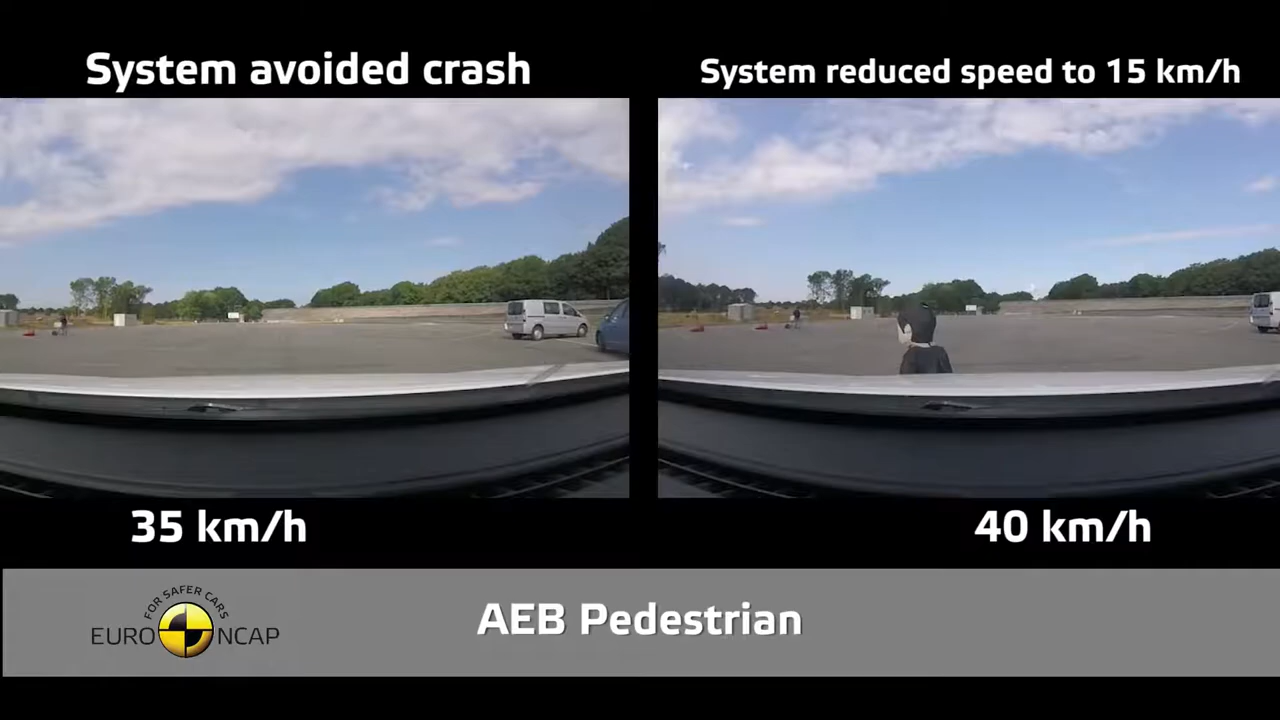 System avoided crash
System reduced speed to 15 km/h
35 km/h
40 km/h
FOR SAFER CARS
EURO NCAP
AEB Pedestrian